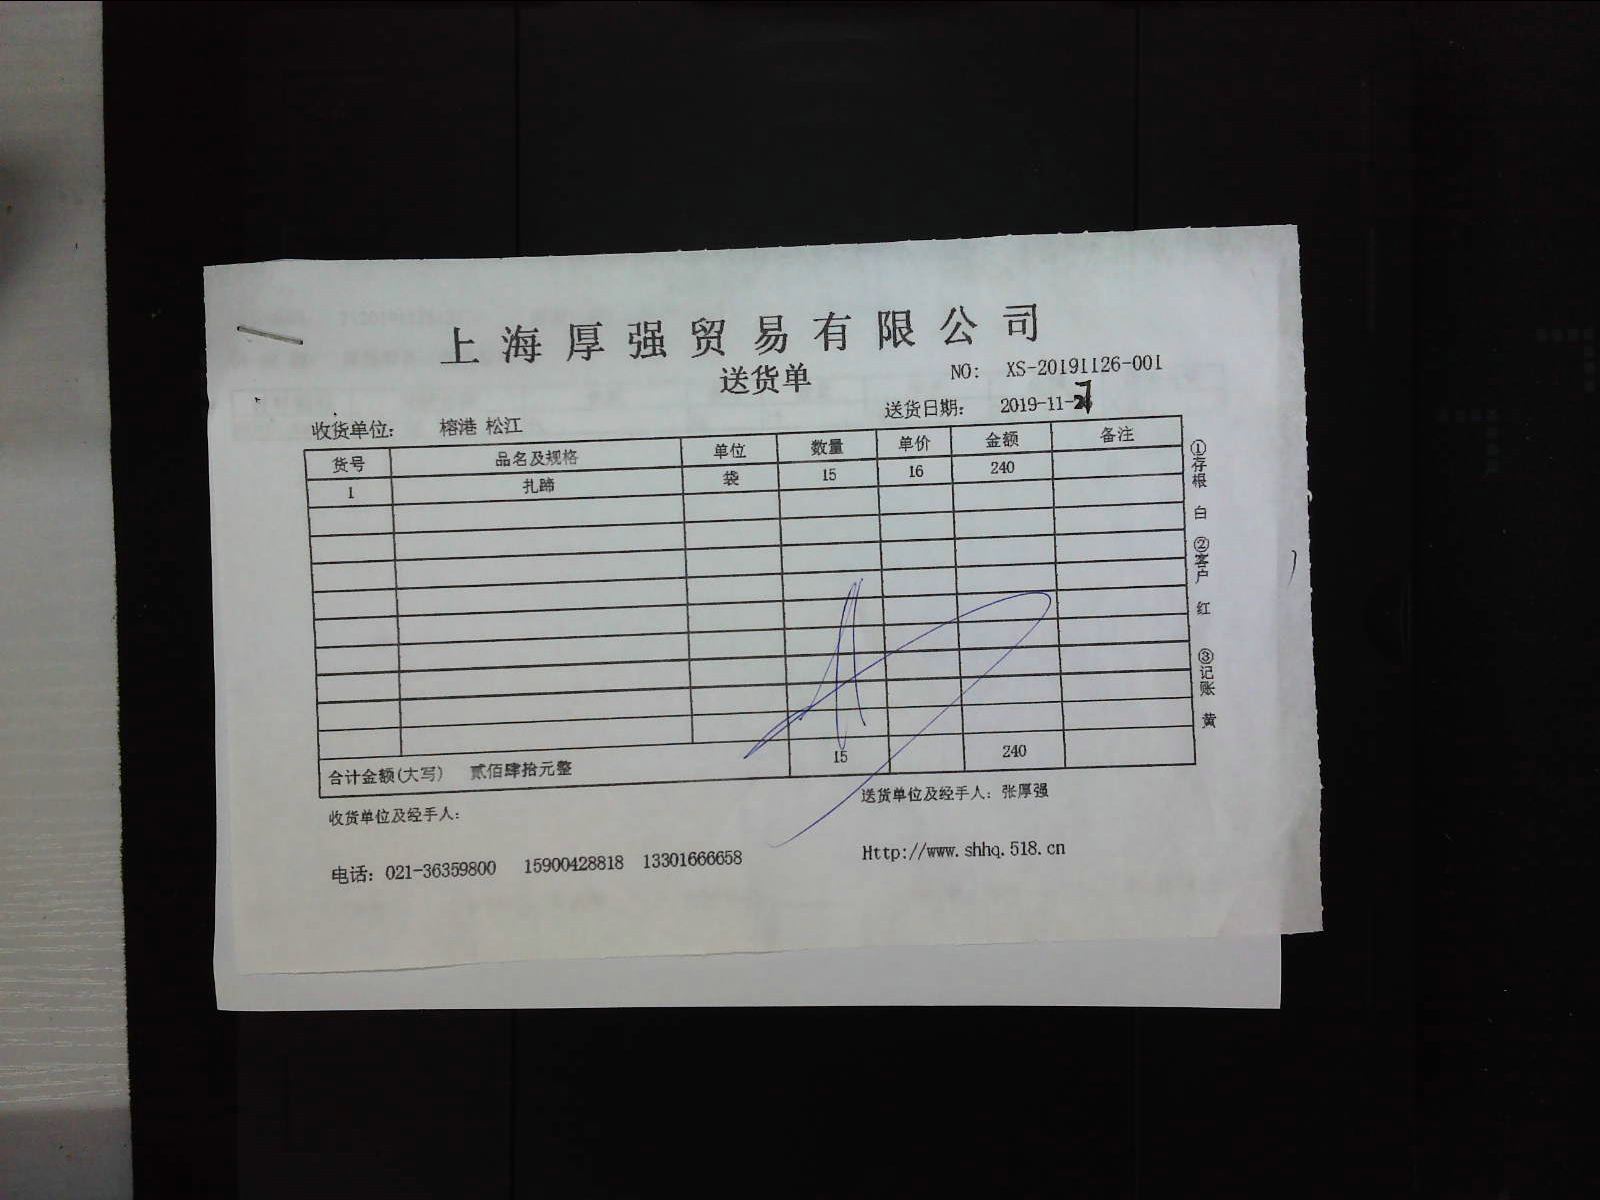 上海厚强贸易有限公司
送货单
NO: XS-20191126-001
送货日期: 2019-11-27
收货单位: 榕港 松江
货号 品名及规格 单位 数量 单价 金额 备注
1 扎蹄 袋 15 16 240
合计金额(大写) 贰佰肆拾元整 15 240
收货单位及经手人:
送货单位及经手人: 张厚强
电话: 021-36359800 15900428818 13301666658
Http://www.shhq.518.cn
①存根 白 ②客户 红 ③记账 黄